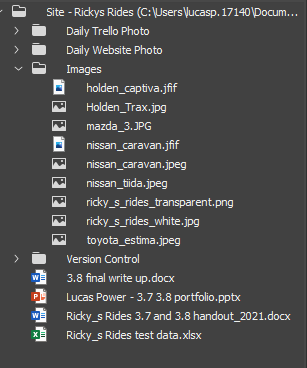 Site - Rickys Rides (C:\Users\lucasp.17140\Docum...
Daily Trello Photo
Daily Website Photo
Images
holden_captiva.jfif
Holden_Trax.jpg
mazda_3.JPG
nissan_caravan.jfif
nissan_caravan.jpeg
nissan_tiida.jpeg
ricky_s_rides_transparent.png
ricky_s_rides_white.jpg
toyota_estima.jpeg
Version Control
3.8 final write up.docx
Lucas Power - 3.7 3.8 portfolio.pptx
Ricky_s Rides 3.7 and 3.8 handout_2021.docx
Ricky_s Rides test data.xlsx